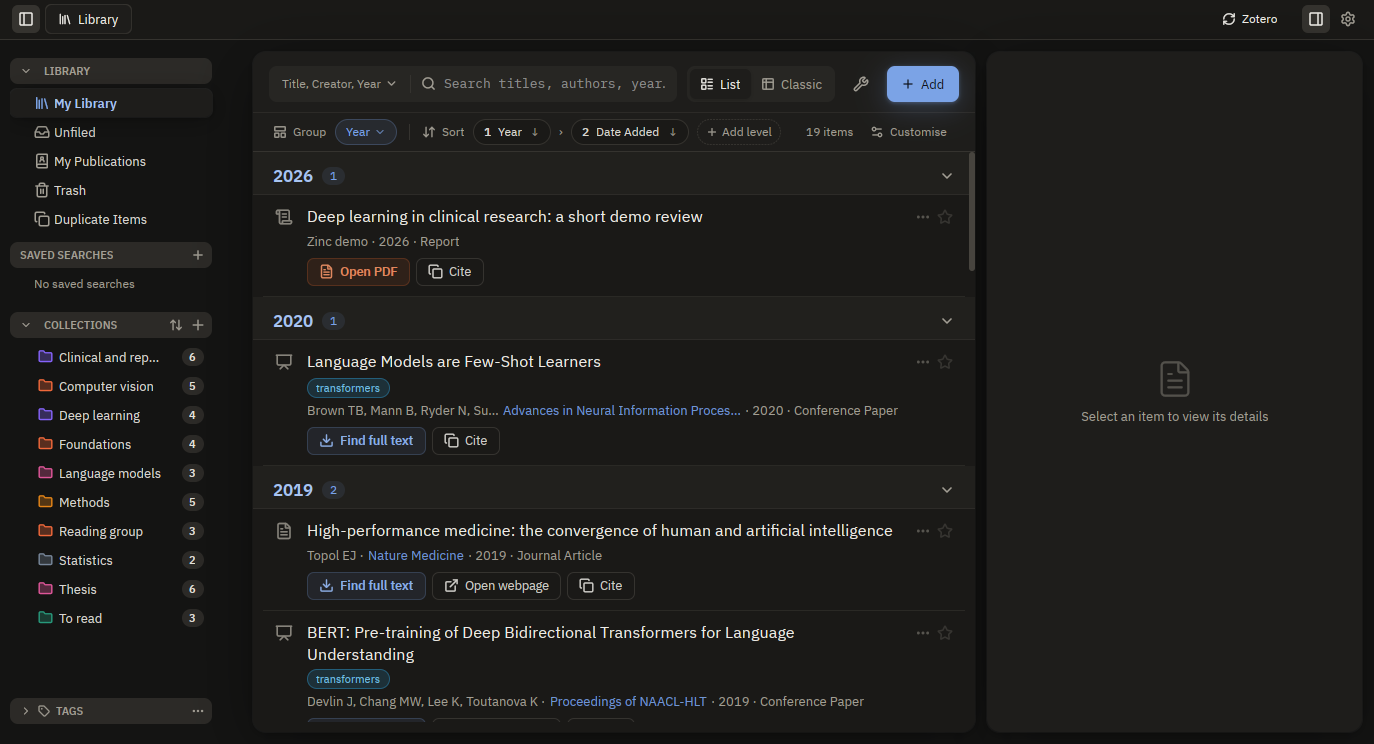 Library
Zotero
LIBRARY
My Library
Unfiled
My Publications
Trash
Duplicate Items
SAVED SEARCHES
No saved searches
COLLECTIONS
Clinical and rep... 6
Computer vision 5
Deep learning 4
Foundations 4
Language models 3
Methods 5
Reading group 3
Statistics 2
Thesis 6
To read 3
TAGS
Title, Creator, Year
Search titles, authors, year.
List
Classic
+ Add
Group
Year
Sort
1 Year ↓ › 2 Date Added ↓
+ Add level
19 items
Customise
2026 1
Deep learning in clinical research: a short demo review
Zinc demo · 2026 · Report
Open PDF
Cite
2020 1
Language Models are Few-Shot Learners
transformers
Brown TB, Mann B, Ryder N, Su... Advances in Neural Information Proces... · 2020 · Conference Paper
Find full text
Cite
2019 2
High-performance medicine: the convergence of human and artificial intelligence
Topol EJ · Nature Medicine · 2019 · Journal Article
Find full text
Open webpage
Cite
BERT: Pre-training of Deep Bidirectional Transformers for Language
Understanding
transformers
Devlin J, Chang MW, Lee K, Toutanova K · Proceedings of NAACL-HLT · 2019 · Conference Paper
Select an item to view its details